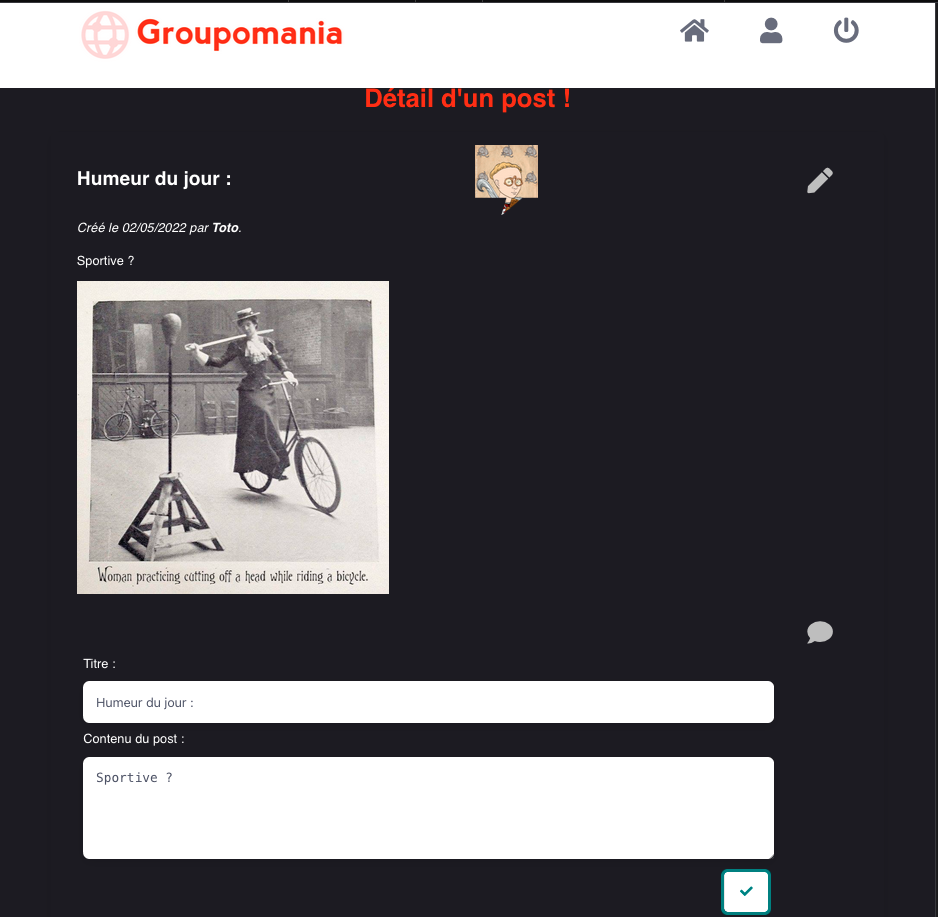 Groupomania
Détail d'un post !
Humeur du jour :
Créé le 02/05/2022 par Toto.
Sportive ?
Woman practicing cutting off a head while riding a bicycle.
Titre :
Humeur du jour :
Contenu du post :
Sportive ?